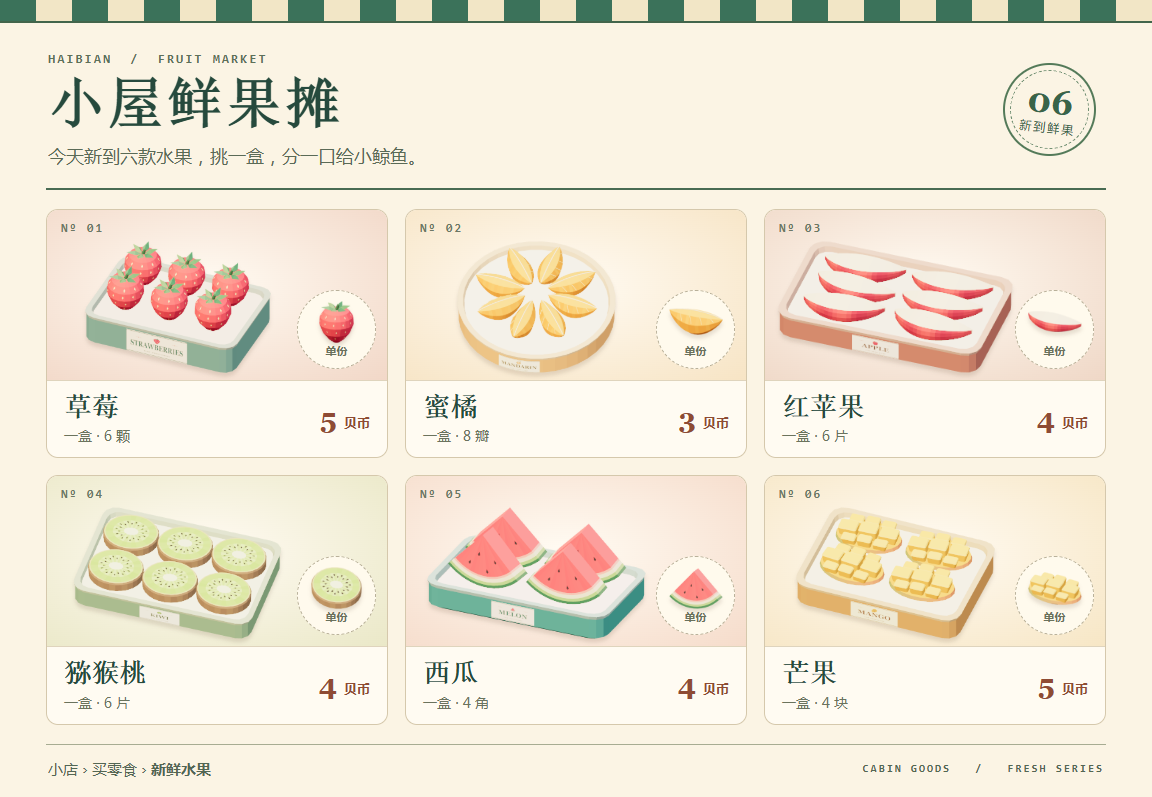 HAIBIAN / FRUIT MARKET
小屋鲜果摊
今天新到六款水果，挑一盒，分一口给小鲸鱼。
06
新到鲜果
Nº 01
STRAWBERRIES
单份
草莓
一盒 · 6 颗
5 贝币
Nº 02
MANDARIN
单份
蜜橘
一盒 · 8 瓣
3 贝币
Nº 03
APPLE
单份
红苹果
一盒 · 6 片
4 贝币
Nº 04
KIWI
单份
猕猴桃
一盒 · 6 片
4 贝币
Nº 05
MELON
单份
西瓜
一盒 · 4 角
4 贝币
Nº 06
MANGO
单份
芒果
一盒 · 4 块
5 贝币
小店 › 买零食 › 新鲜水果
CABIN GOODS / FRESH SERIES